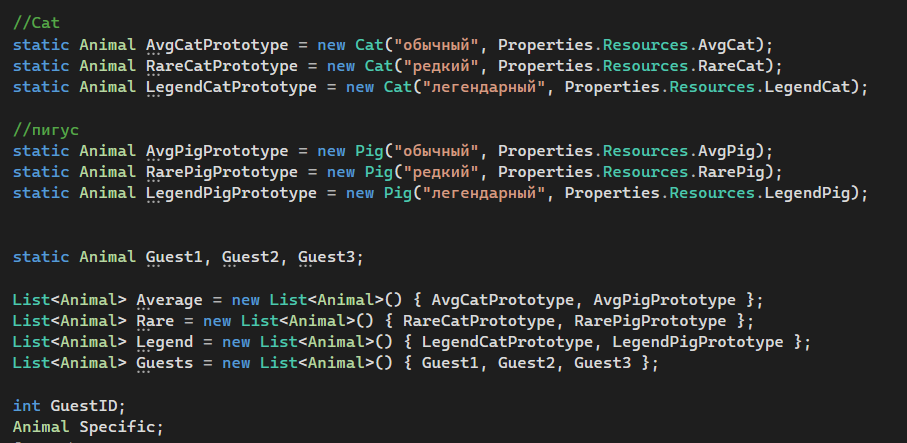 //Cat
static Animal AvgCatPrototype = new Cat("обычный", Properties.Resources.AvgCat);
static Animal RareCatPrototype = new Cat("редкий", Properties.Resources.RareCat);
static Animal LegendCatPrototype = new Cat("легендарный", Properties.Resources.LegendCat);
//пигус
static Animal AvgPigPrototype = new Pig("обычный", Properties.Resources.AvgPig);
static Animal RarePigPrototype = new Pig("редкий", Properties.Resources.RarePig);
static Animal LegendPigPrototype = new Pig("легендарный", Properties.Resources.LegendPig);
static Animal Guest1, Guest2, Guest3;
List<Animal> Average = new List<Animal>() { AvgCatPrototype, AvgPigPrototype };
List<Animal> Rare = new List<Animal>() { RareCatPrototype, RarePigPrototype };
List<Animal> Legend = new List<Animal>() { LegendCatPrototype, LegendPigPrototype };
List<Animal> Guests = new List<Animal>() { Guest1, Guest2, Guest3 };
int GuestID;
Animal Specific;